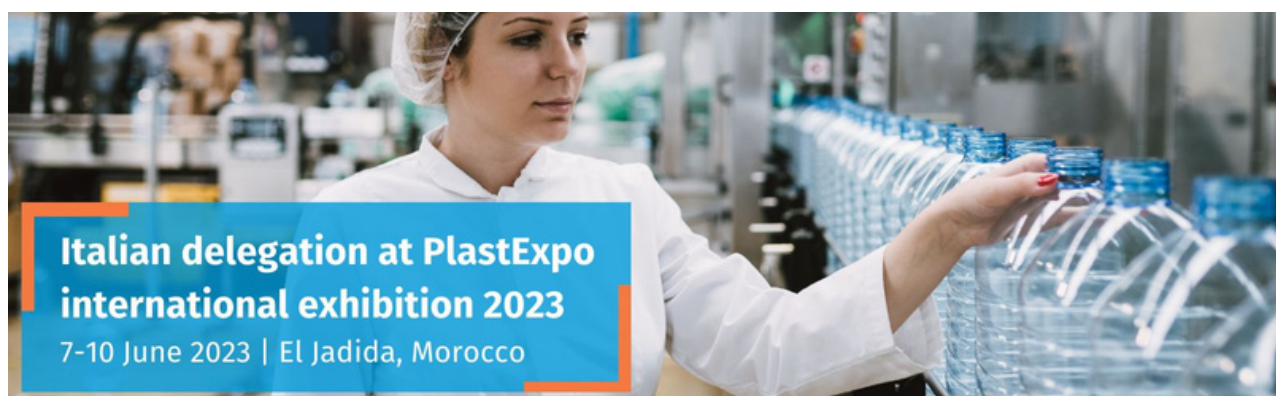 Italian delegation at PlastExpo
international exhibition 2023
7-10 June 2023 | El Jadida, Morocco